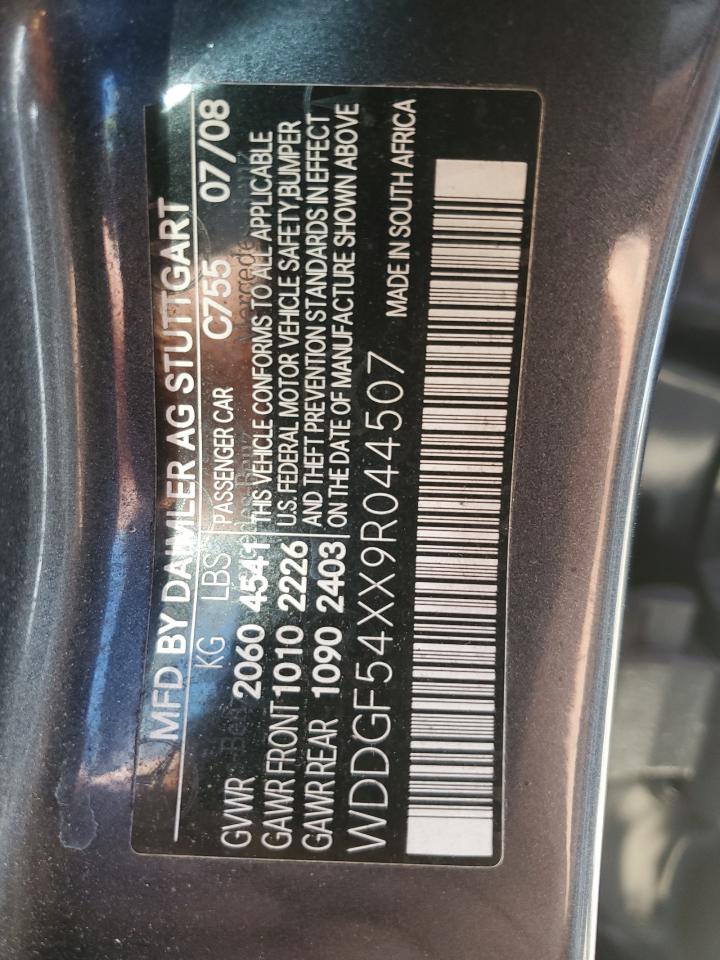 MFD BY DAIMLER AG STUTTGART
KG LBS PASSENGER CAR C755 07/08
GVWR 2060 4541 THIS VEHICLE CONFORMS TO ALL APPLICABLE
GAWR FRONT 1010 2226 U.S. FEDERAL MOTOR VEHICLE SAFETY, BUMPER
GAWR REAR 1090 2403 AND THEFT PREVENTION STANDARDS IN EFFECT
ON THE DATE OF MANUFACTURE SHOWN ABOVE
WDDGF54XX9R044507 MADE IN SOUTH AFRICA